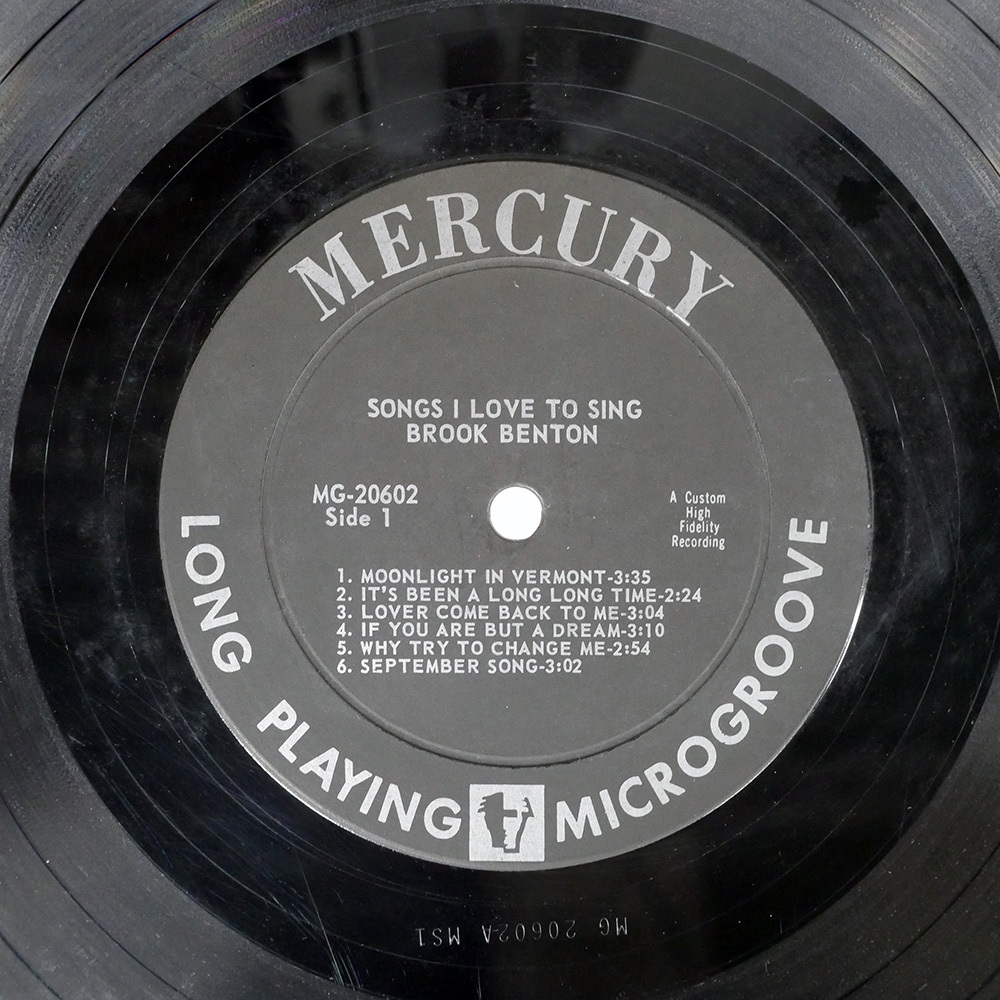 MERCURY
SONGS I LOVE TO SING
BROOK BENTON
MG-20602
Side 1
A Custom
High
Fidelity
Recording
1. MOONLIGHT IN VERMONT-3:35
2. IT'S BEEN A LONG LONG TIME-2:24
3. LOVER COME BACK TO ME-3:04
4. IF YOU ARE BUT A DREAM-3:10
5. WHY TRY TO CHANGE ME-2:54
6. SEPTEMBER SONG-3:02
LONG PLAYING MICROGROOVE
MG 20602A MS1